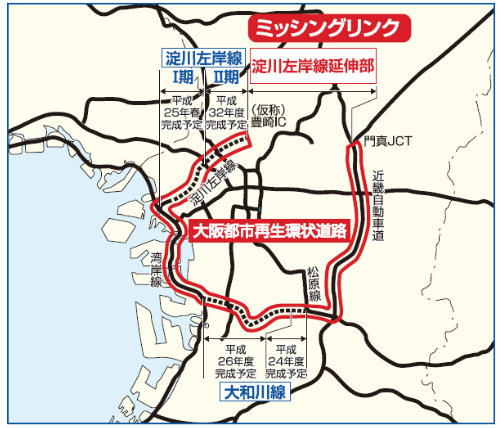 ミッシングリンク
淀川左岸線
Ⅰ期
Ⅱ期
淀川左岸線延伸部
平成
25年春
完成予定
平成
32年度
完成予定
（仮称）
豊崎IC
門真JCT
淀川左岸線
近畿自動車道
大阪都市再生環状道路
湾岸線
松原線
平成
26年度
完成予定
平成
24年度
完成予定
大和川線